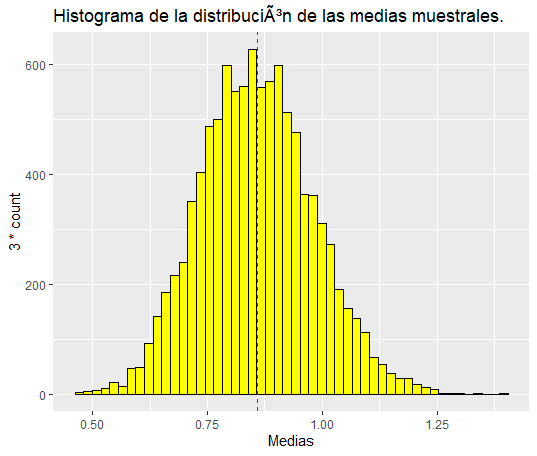 Histograma de la distribuciÃ³n de las medias muestrales.
3 * count
600
400
200
0
0.50 0.75 1.00 1.25
Medias